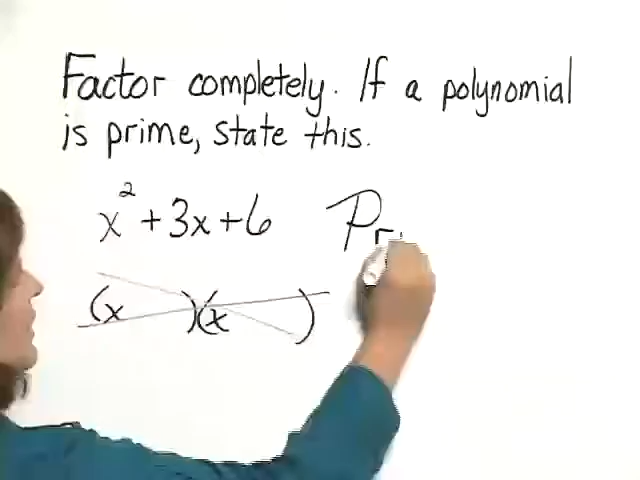 Factor completely. If a polynomial
is prime, state this.
x² + 3x + 6 Pr
(x )(x )